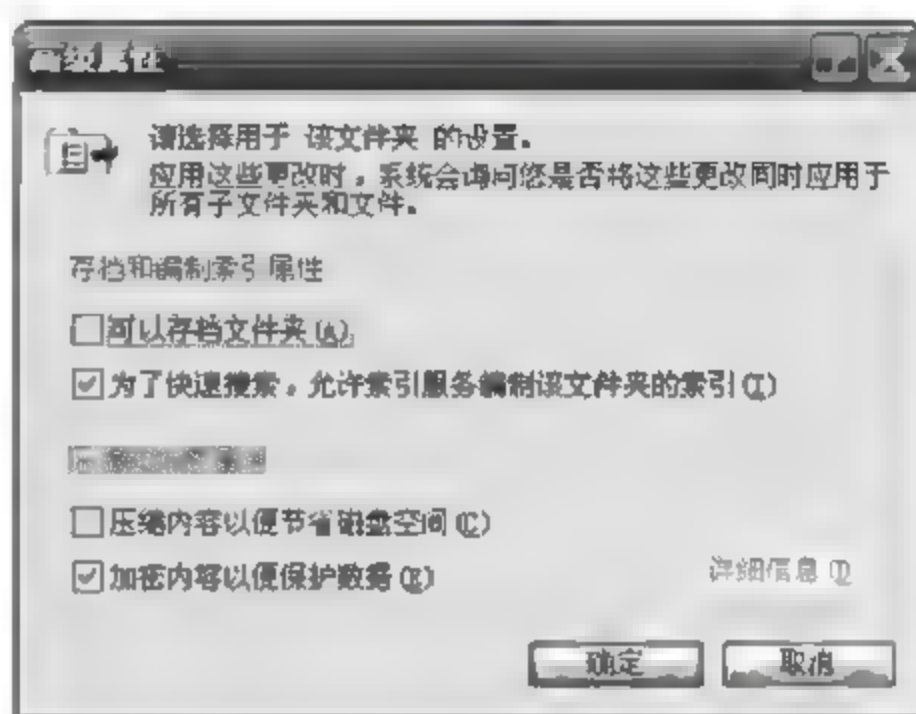 高级属性
请选择用于 该文件夹 的设置。
应用这些更改时，系统会询问您是否将这些更改同时应用于
所有子文件夹和文件。
存档和编制索引属性
可以存档文件夹(A)
为了快速搜索，允许索引服务编制该文件夹的索引(I)
压缩内容以便节省磁盘空间(C)
加密内容以便保护数据(E)
详细信息
确定
取消